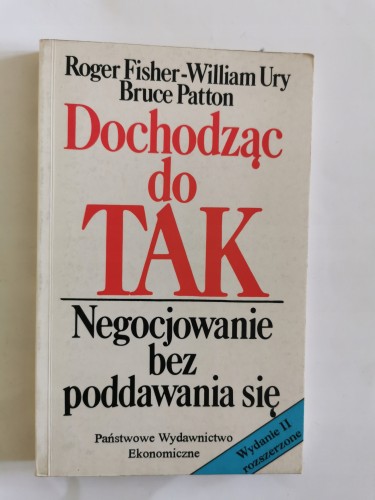 Roger Fisher-William Ury
Bruce Patton
Dochodząc
do
TAK
Negocjowanie
bez
poddawania się
Państwowe Wydawnictwo
Ekonomiczne
Wydanie II
rozszerzone